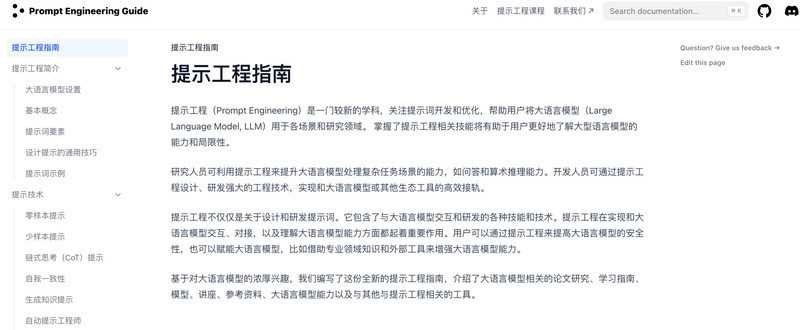 Prompt Engineering Guide
关于 提示工程课程 联系我们 ↗ Search documentation... ⌘ K
提示工程指南
提示工程简介
大语言模型设置
基本概念
提示词要素
设计提示的通用技巧
提示词示例
提示技术
零样本提示
少样本提示
链式思考（CoT）提示
自我一致性
生成知识提示
自动提示工程师
提示工程指南
提示工程指南
提示工程（Prompt Engineering）是一门较新的学科，关注提示词开发和优化，帮助用户将大语言模型（Large
Language Model, LLM）用于各场景和研究领域。 掌握了提示工程相关技能将有助于用户更好地了解大型语言模型的
能力和局限性。
研究人员可利用提示工程来提升大语言模型处理复杂任务场景的能力，如问答和算术推理能力。开发人员可通过提示工
程设计、研发强大的工程技术，实现和大语言模型或其他生态工具的高效接轨。
提示工程不仅仅是关于设计和研发提示词。它包含了与大语言模型交互和研发的各种技能和技术。提示工程在实现和大
语言模型交互、对接，以及理解大语言模型能力方面都起着重要作用。用户可以通过提示工程来提高大语言模型的安全
性，也可以赋能大语言模型，比如借助专业领域知识和外部工具来增强大语言模型能力。
基于对大语言模型的浓厚兴趣，我们编写了这份全新的提示工程指南，介绍了大语言模型相关的论文研究、学习指南、
模型、讲座、参考资料、大语言模型能力以及与其他与提示工程相关的工具。
Question? Give us feedback →
Edit this page